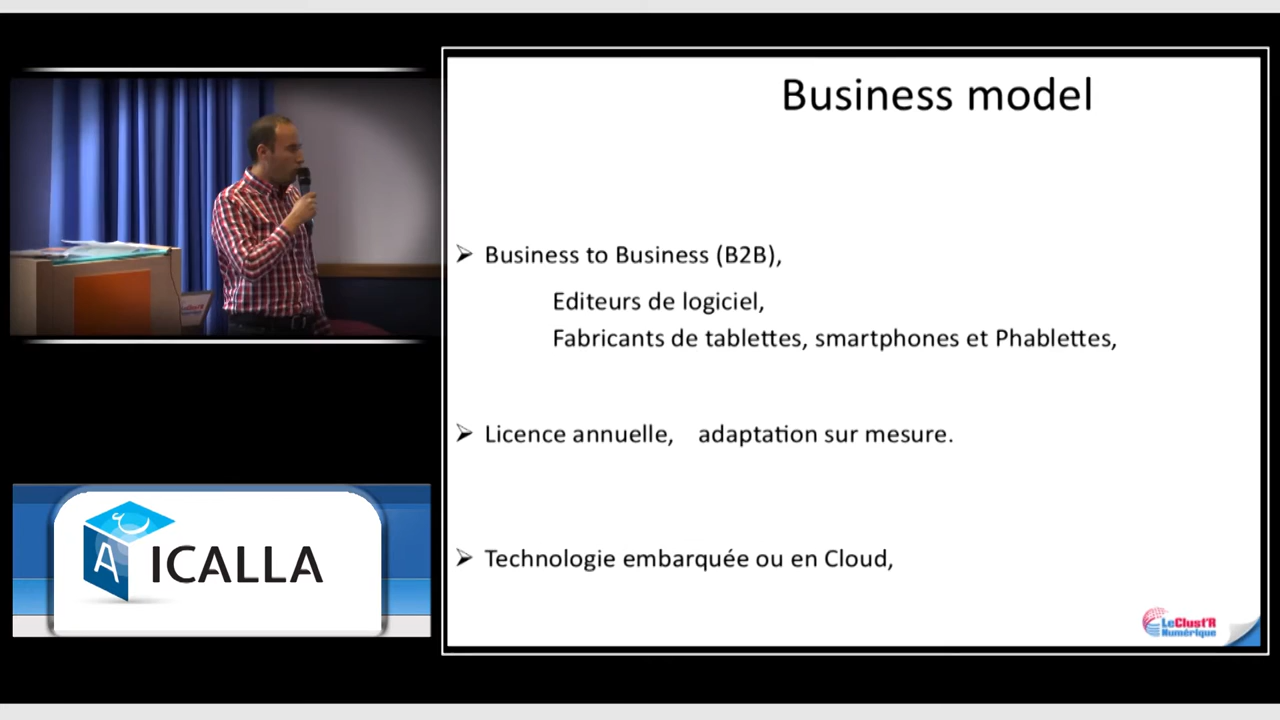 Business model
Business to Business (B2B),
Editeurs de logiciel,
Fabricants de tablettes, smartphones et Phablettes,
Licence annuelle, adaptation sur mesure.
Technologie embarquée ou en Cloud,
A ICALLA
LeClust'R
Numérique